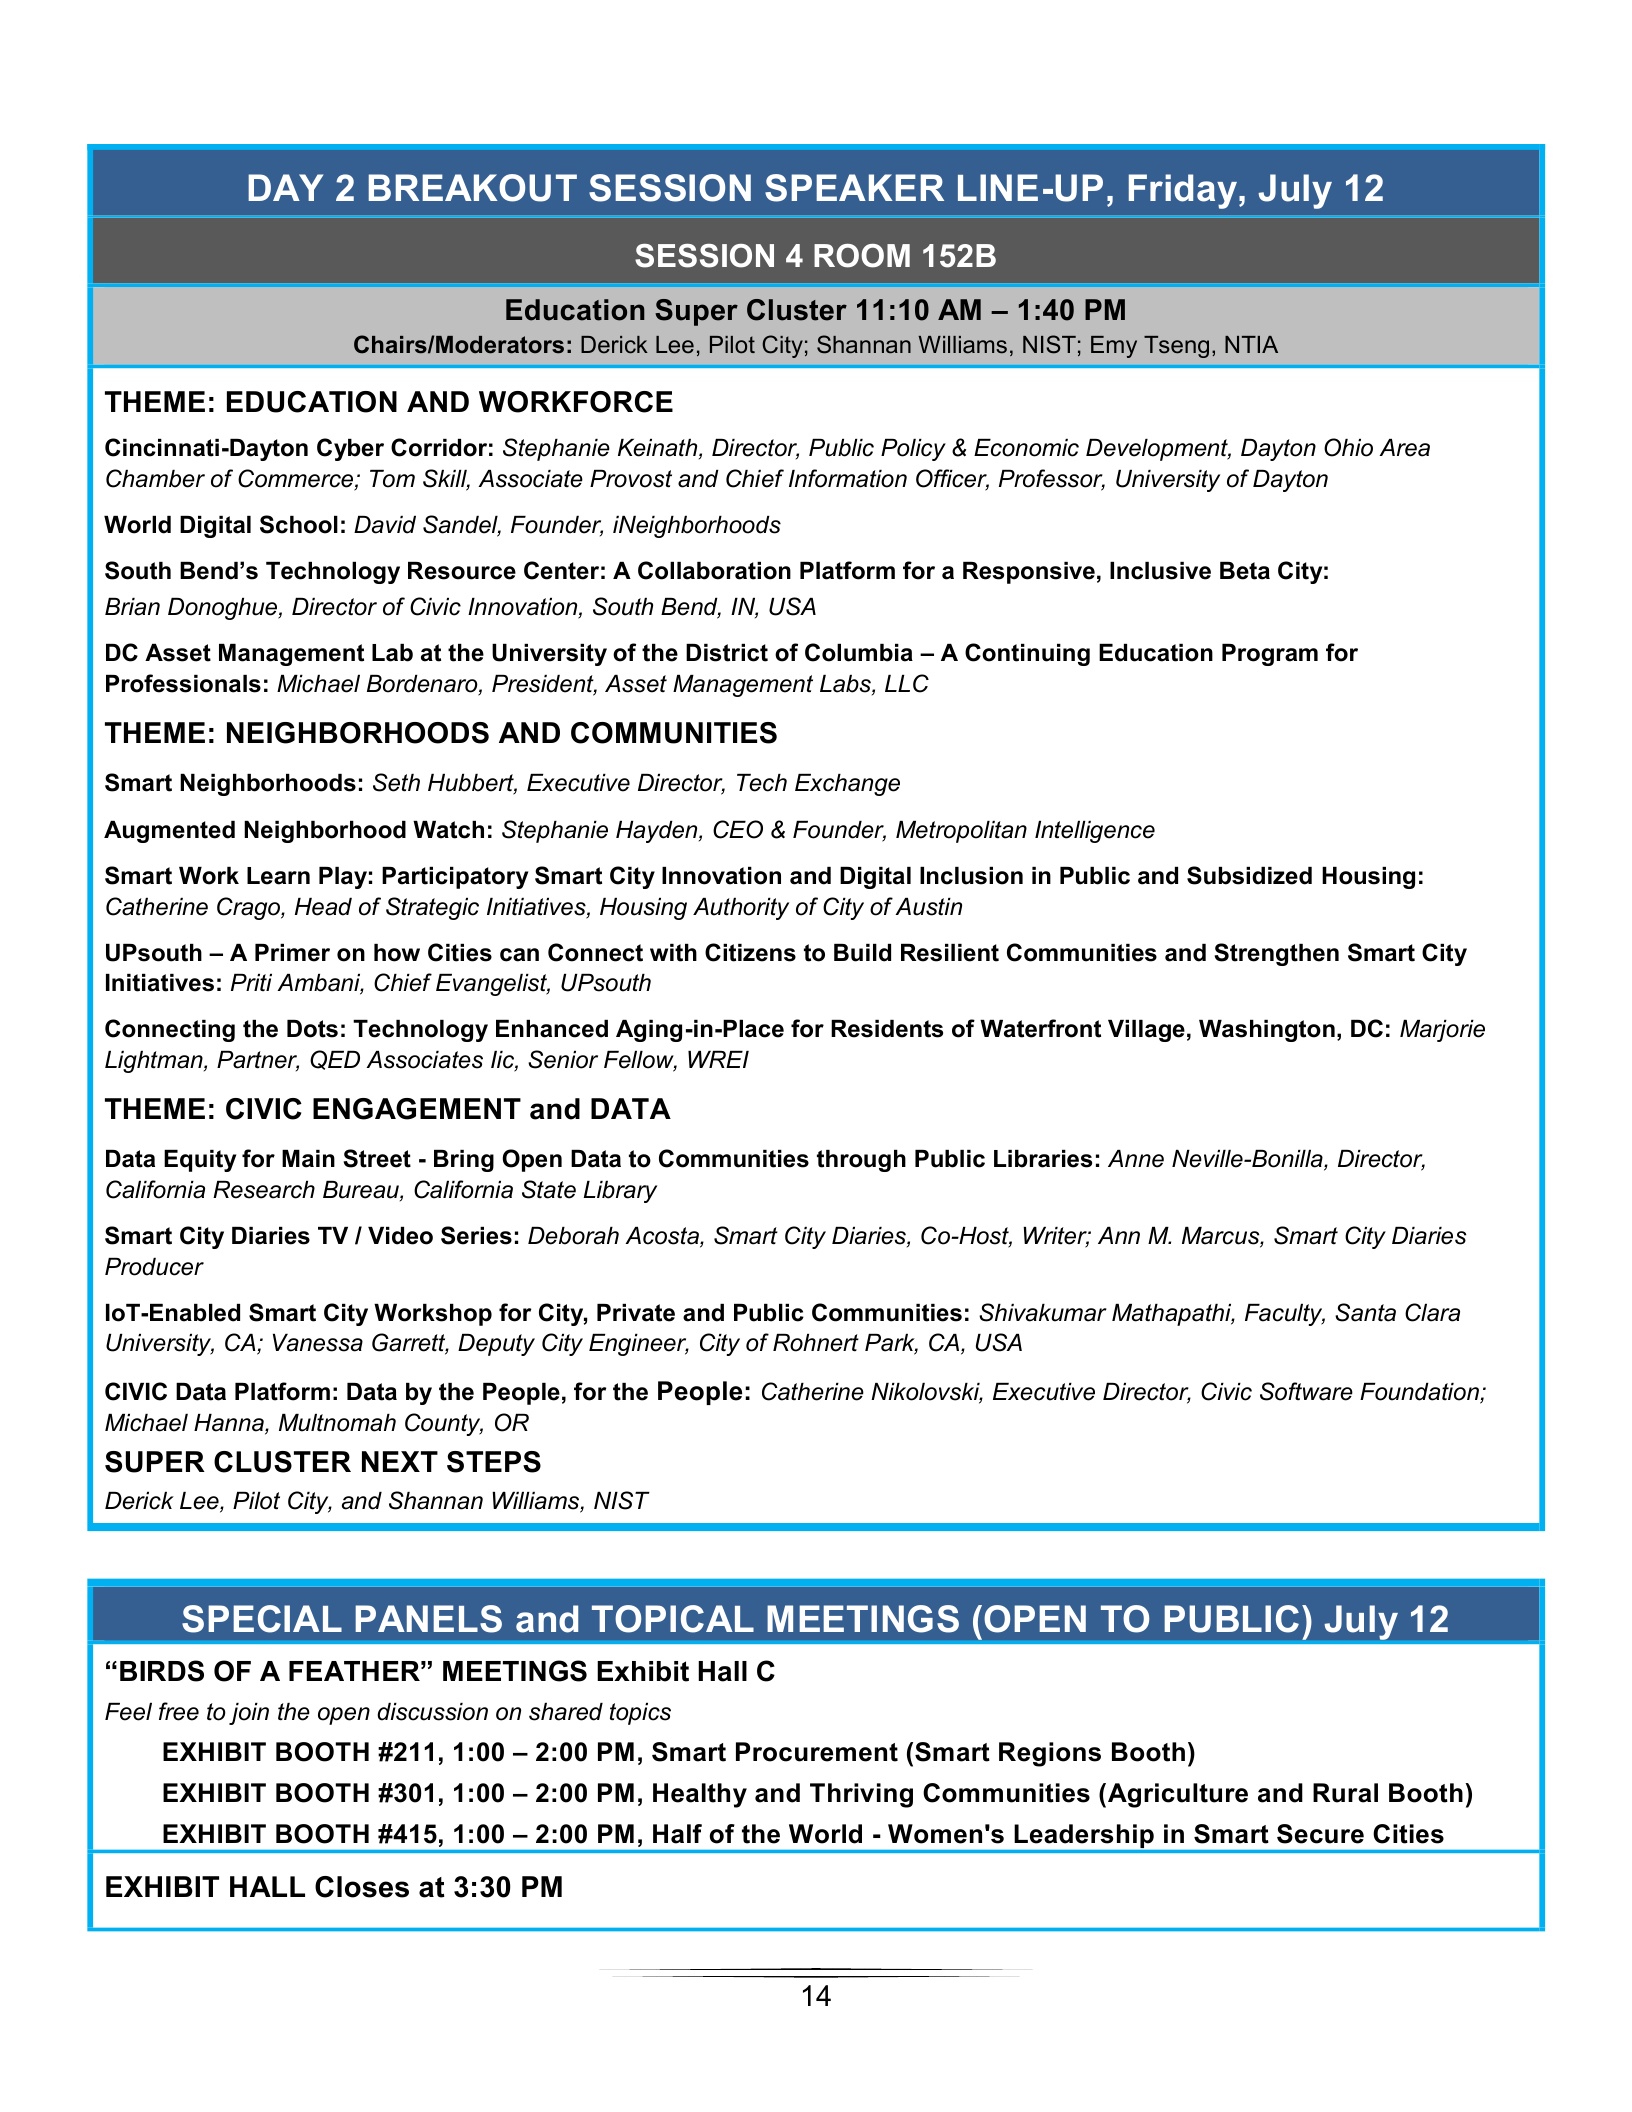 DAY 2 BREAKOUT SESSION SPEAKER LINE-UP, Friday, July 12
SESSION 4 ROOM 152B
Education Super Cluster 11:10 AM – 1:40 PM
Chairs/Moderators: Derick Lee, Pilot City; Shannan Williams, NIST; Emy Tseng, NTIA
THEME: EDUCATION AND WORKFORCE
Cincinnati-Dayton Cyber Corridor: Stephanie Keinath, Director, Public Policy & Economic Development, Dayton Ohio Area
Chamber of Commerce; Tom Skill, Associate Provost and Chief Information Officer, Professor, University of Dayton
World Digital School: David Sandel, Founder, iNeighborhoods
South Bend’s Technology Resource Center: A Collaboration Platform for a Responsive, Inclusive Beta City:
Brian Donoghue, Director of Civic Innovation, South Bend, IN, USA
DC Asset Management Lab at the University of the District of Columbia – A Continuing Education Program for
Professionals: Michael Bordenaro, President, Asset Management Labs, LLC
THEME: NEIGHBORHOODS AND COMMUNITIES
Smart Neighborhoods: Seth Hubbert, Executive Director, Tech Exchange
Augmented Neighborhood Watch: Stephanie Hayden, CEO & Founder, Metropolitan Intelligence
Smart Work Learn Play: Participatory Smart City Innovation and Digital Inclusion in Public and Subsidized Housing:
Catherine Crago, Head of Strategic Initiatives, Housing Authority of City of Austin
UPsouth – A Primer on how Cities can Connect with Citizens to Build Resilient Communities and Strengthen Smart City
Initiatives: Priti Ambani, Chief Evangelist, UPsouth
Connecting the Dots: Technology Enhanced Aging-in-Place for Residents of Waterfront Village, Washington, DC: Marjorie
Lightman, Partner, QED Associates Iic, Senior Fellow, WREI
THEME: CIVIC ENGAGEMENT and DATA
Data Equity for Main Street - Bring Open Data to Communities through Public Libraries: Anne Neville-Bonilla, Director,
California Research Bureau, California State Library
Smart City Diaries TV / Video Series: Deborah Acosta, Smart City Diaries, Co-Host, Writer; Ann M. Marcus, Smart City Diaries
Producer
IoT-Enabled Smart City Workshop for City, Private and Public Communities: Shivakumar Mathapathi, Faculty, Santa Clara
University, CA; Vanessa Garrett, Deputy City Engineer, City of Rohnert Park, CA, USA
CIVIC Data Platform: Data by the People, for the People: Catherine Nikolovski, Executive Director, Civic Software Foundation;
Michael Hanna, Multnomah County, OR
SUPER CLUSTER NEXT STEPS
Derick Lee, Pilot City, and Shannan Williams, NIST
SPECIAL PANELS and TOPICAL MEETINGS (OPEN TO PUBLIC) July 12
“BIRDS OF A FEATHER” MEETINGS Exhibit Hall C
Feel free to join the open discussion on shared topics
EXHIBIT BOOTH #211, 1:00 – 2:00 PM, Smart Procurement (Smart Regions Booth)
EXHIBIT BOOTH #301, 1:00 – 2:00 PM, Healthy and Thriving Communities (Agriculture and Rural Booth)
EXHIBIT BOOTH #415, 1:00 – 2:00 PM, Half of the World - Women's Leadership in Smart Secure Cities
EXHIBIT HALL Closes at 3:30 PM
14